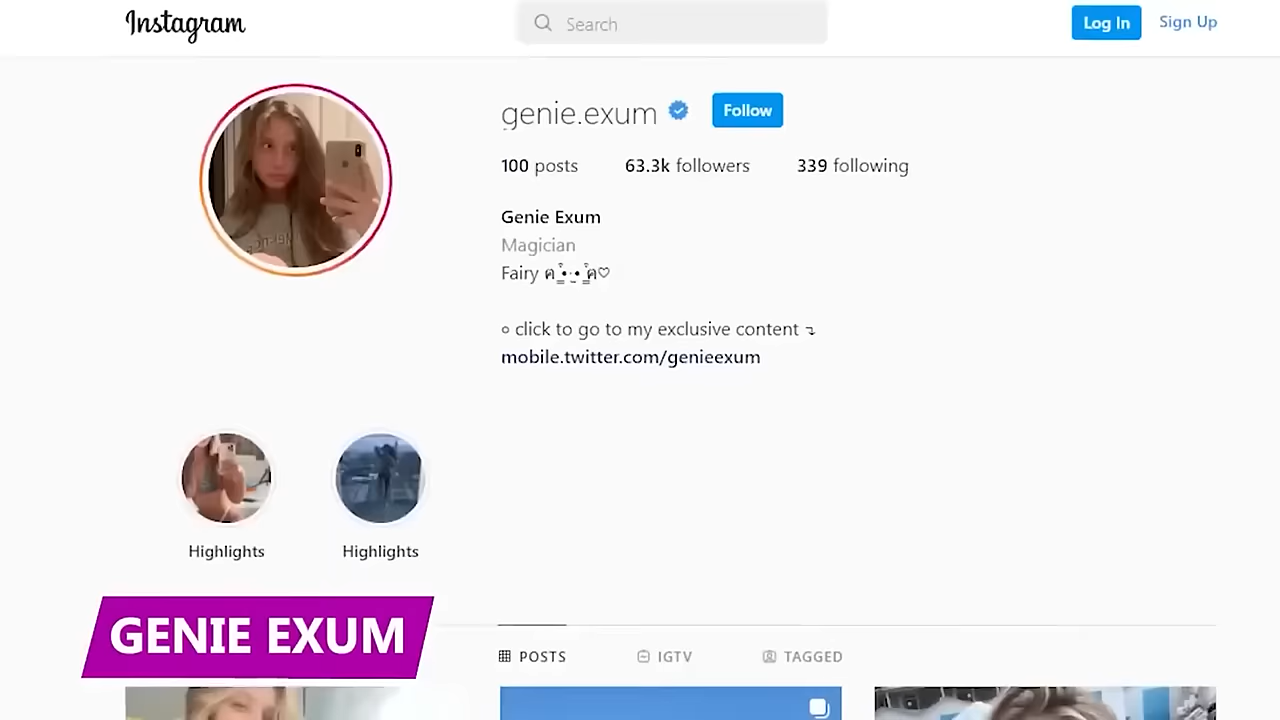 Instagram
Search
Log In
Sign Up
genie.exum
Follow
100 posts
63.3k followers
339 following
Genie Exum
Magician
Fairy ค ͒•·̫•ค͒♡
○ click to go to my exclusive content ⤵
mobile.twitter.com/genieexum
Highlights
Highlights
GENIE EXUM
POSTS
IGTV
TAGGED